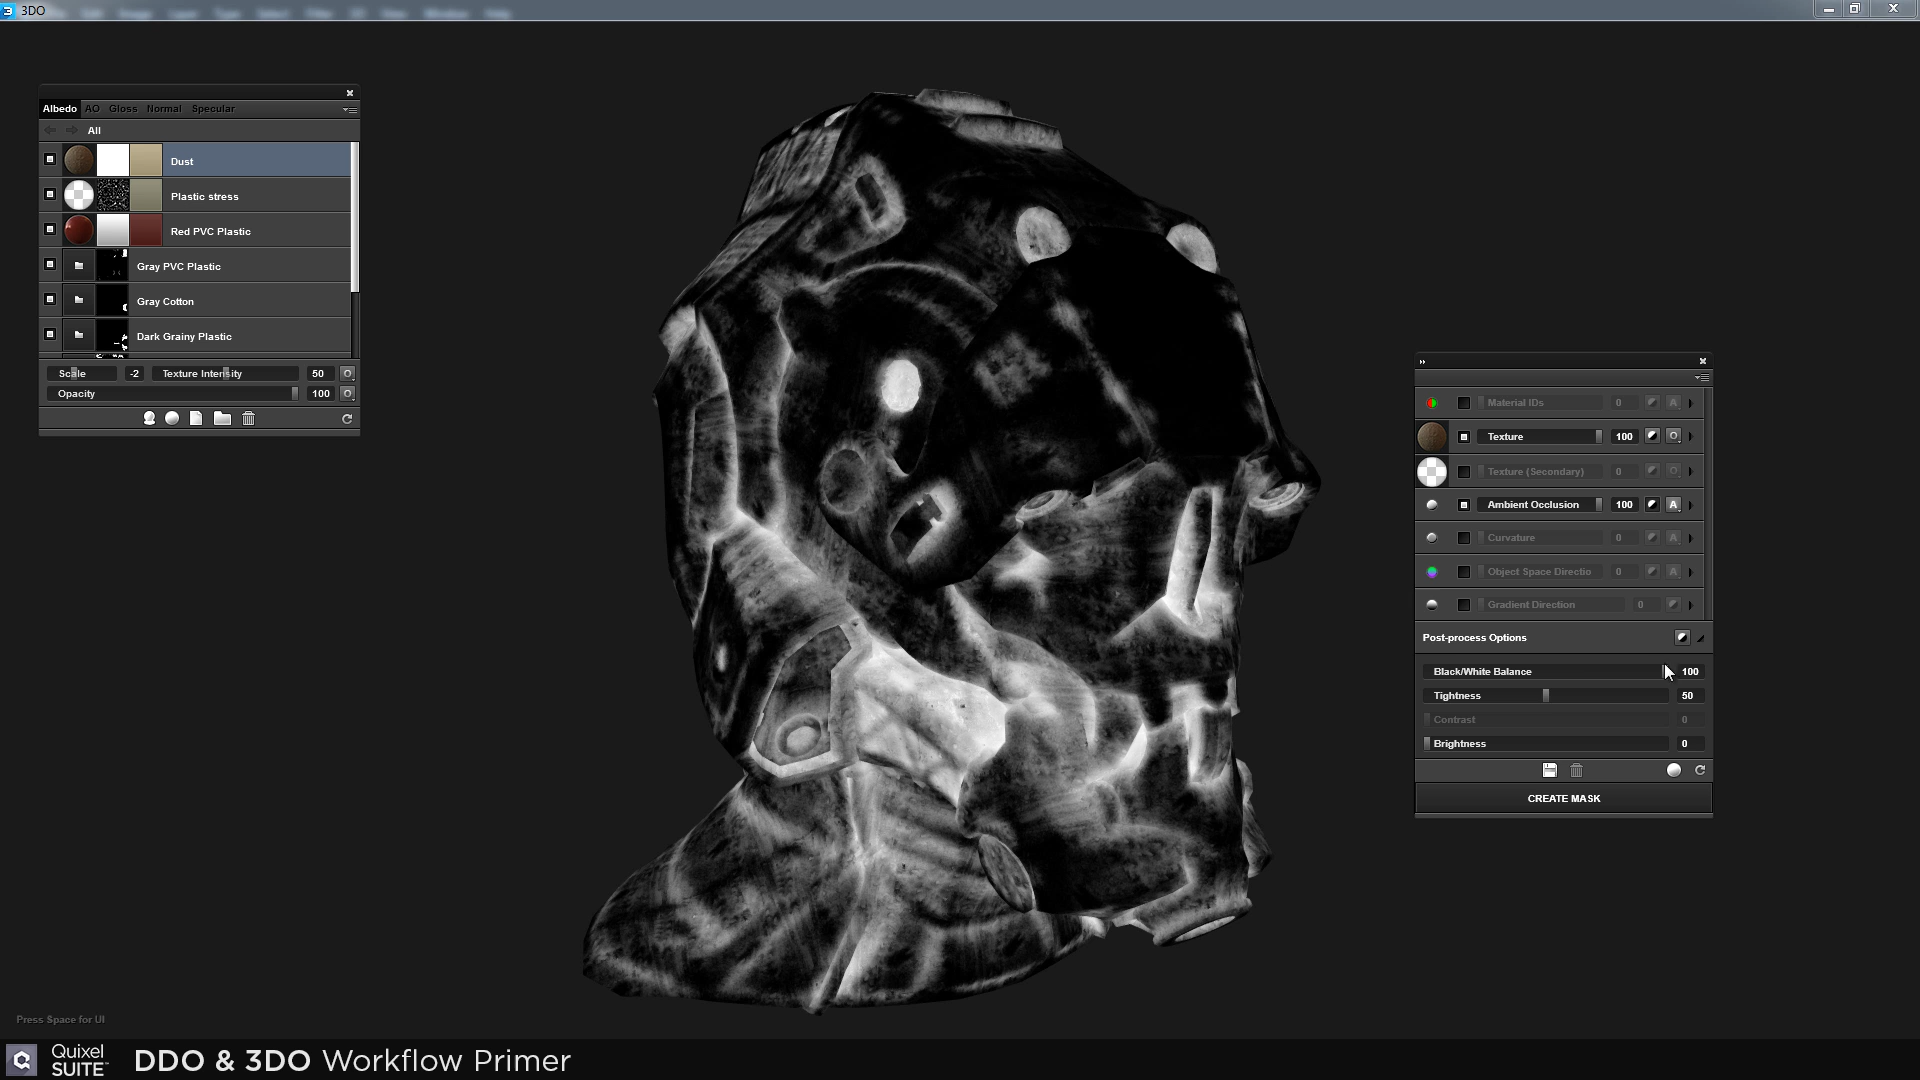 3DO
Albedo AO Gloss Normal Specular
All
Dust
Plastic stress
Red PVC Plastic
Gray PVC Plastic
Gray Cotton
Dark Grainy Plastic
Scale -2 Texture Intensity 50
Opacity 100
Material IDs 0 A
Texture 100
Texture (Secondary) 0
Ambient Occlusion 100 A
Curvature 0 A
Object Space Directio 0 A
Gradient Direction 0
Post-process Options
Black/White Balance 100
Tightness 50
Contrast 0
Brightness 0
CREATE MASK
Press Space for UI
Quixel
SUITE
DDO & 3DO Workflow Primer